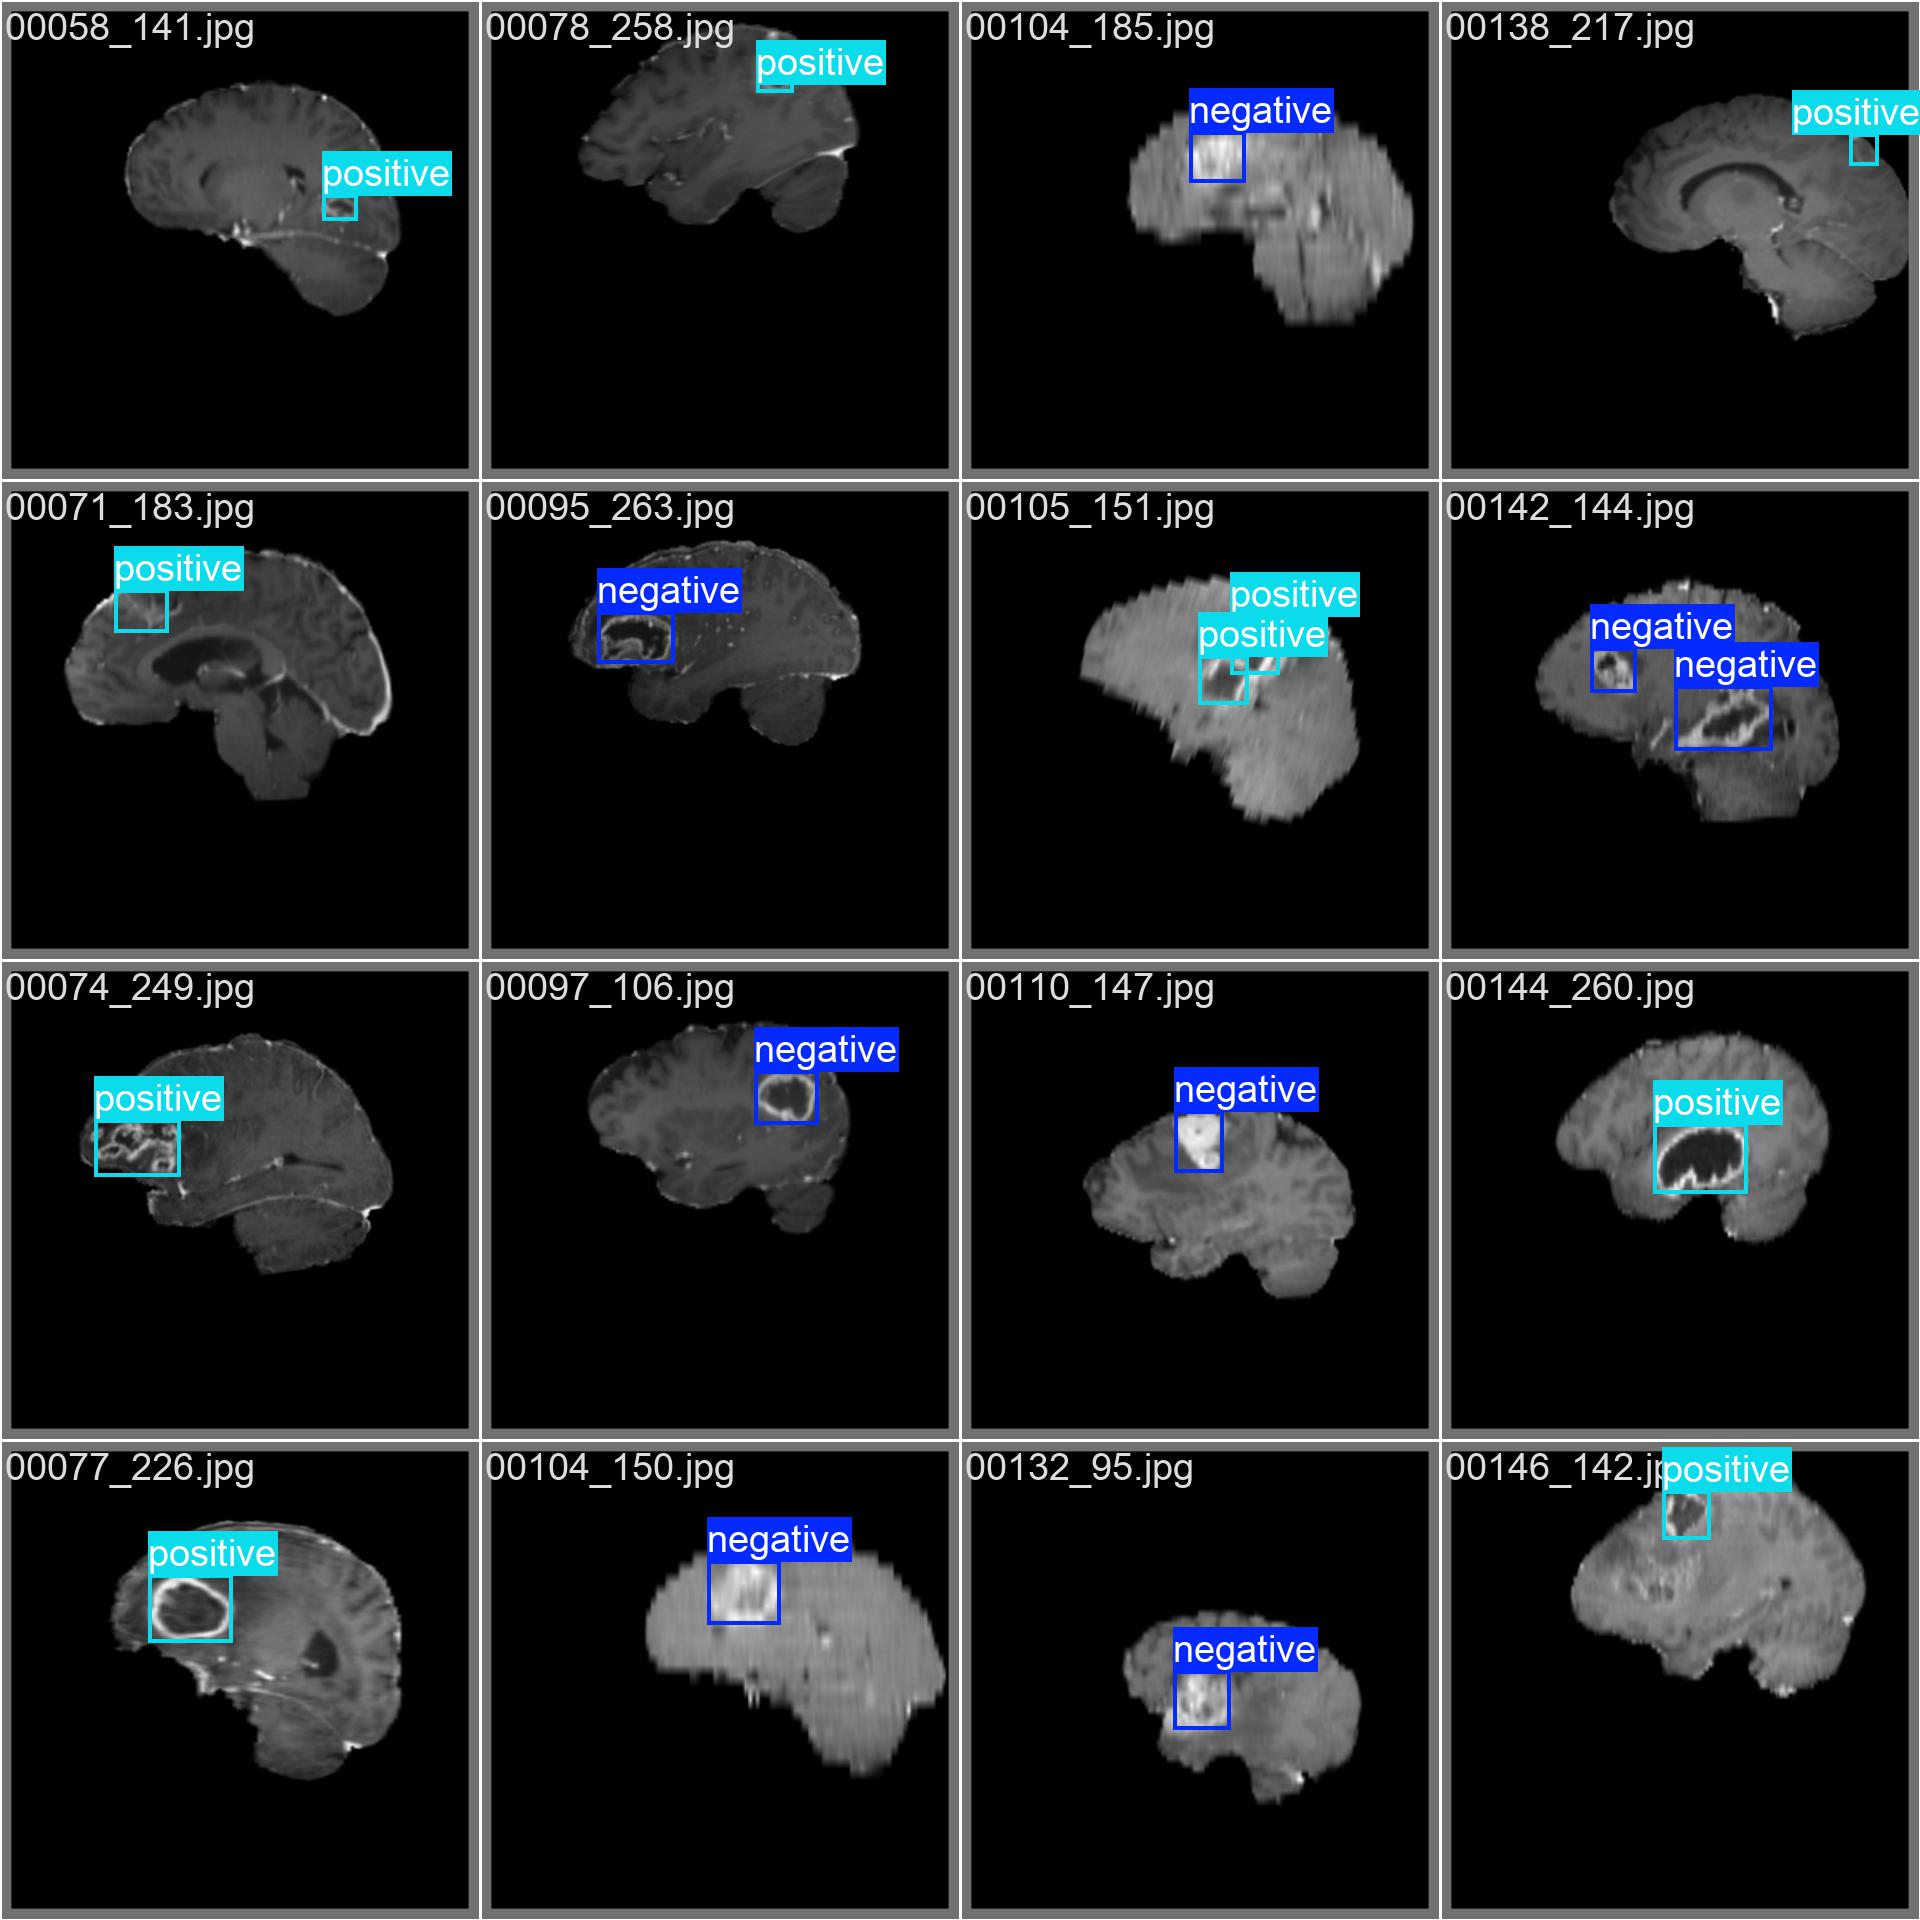 00058_141.jpg
positive
00078_258.jpg
positive
00104_185.jpg
negative
00138_217.jpg
positive
00071_183.jpg
positive
00095_263.jpg
negative
00105_151.jpg
positive
positive
00142_144.jpg
negative
negative
00074_249.jpg
positive
00097_106.jpg
negative
00110_147.jpg
negative
00144_260.jpg
positive
00077_226.jpg
positive
00104_150.jpg
negative
00132_95.jpg
negative
00146_142.jp
positive